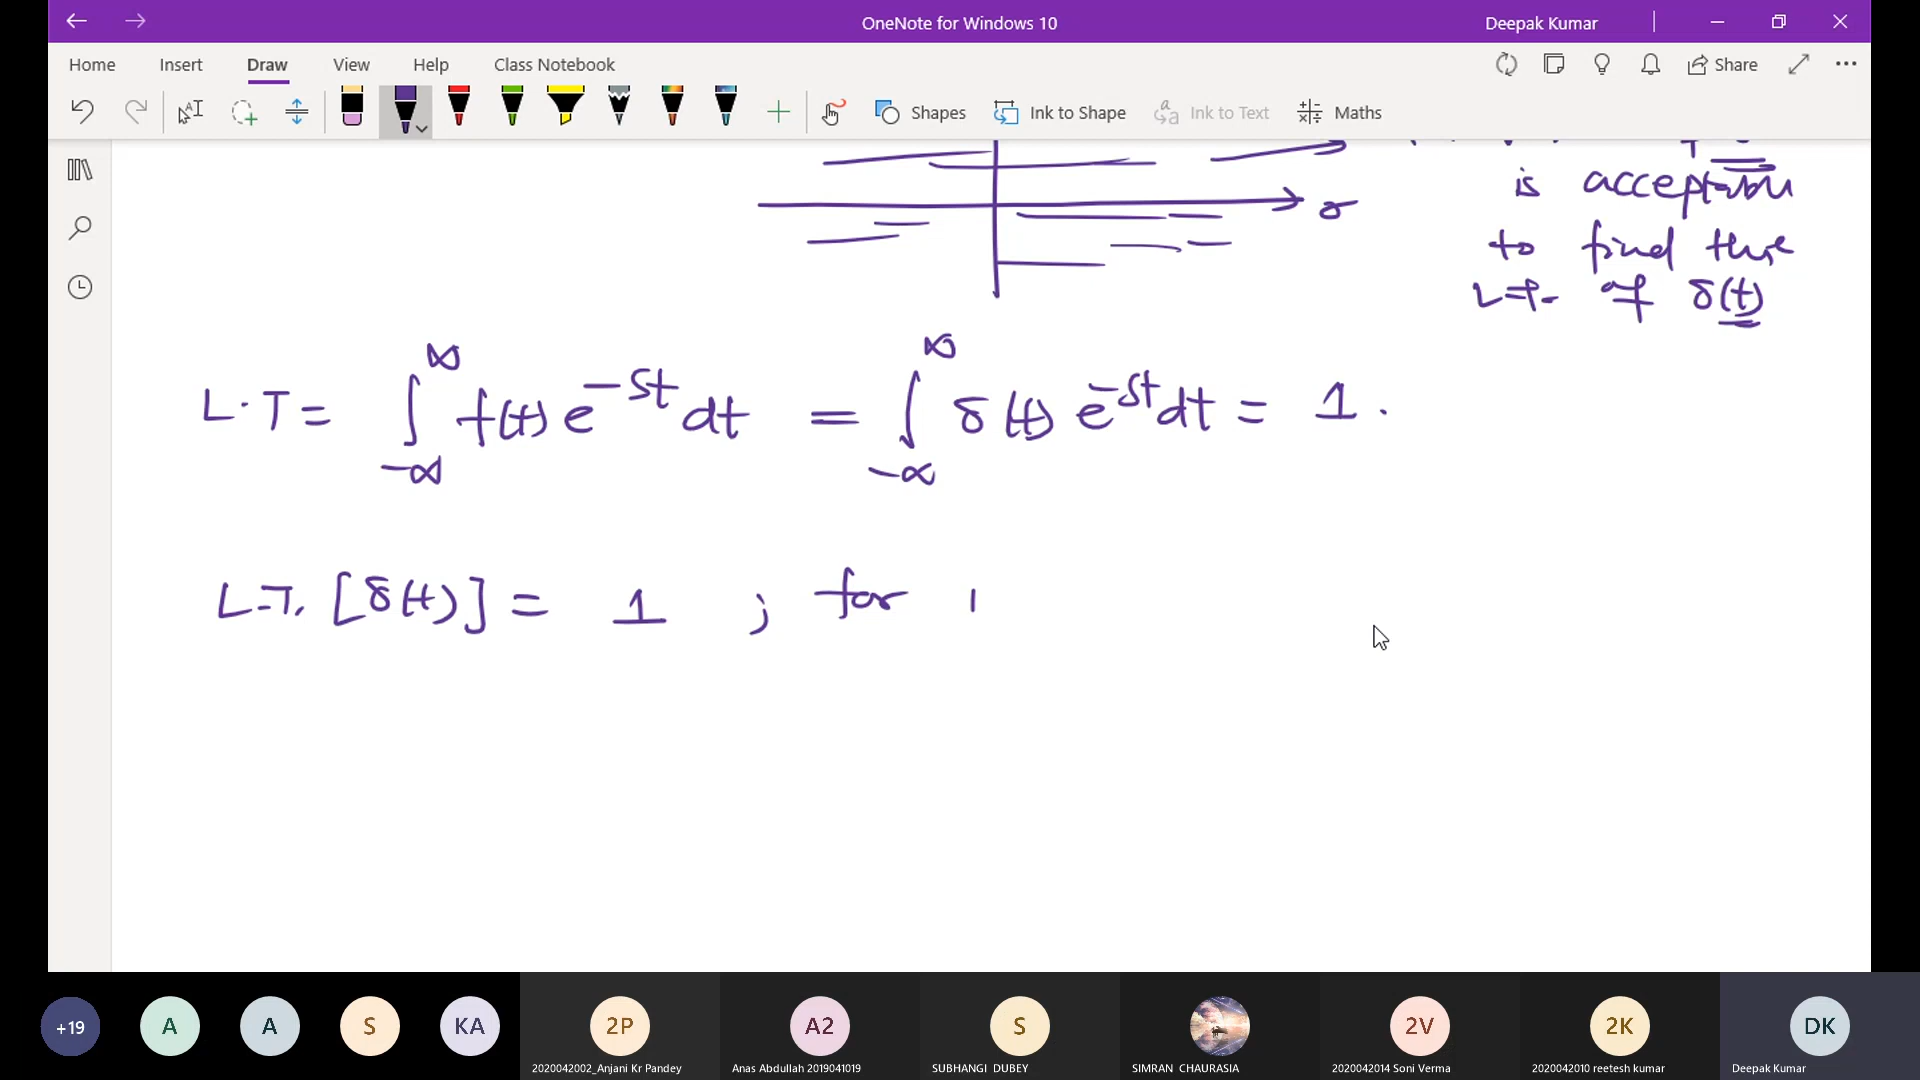 OneNote for Windows 10
Deepak Kumar
Home Insert Draw View Help Class Notebook
Share
Shapes Ink to Shape Ink to Text Maths
σ
is acceptable
to find the
L.T. of δ(t)
L.T = ∫_{-∞}^{∞} f(t) e^{-st} dt = ∫_{-∞}^{∞} δ(t) e^{-st} dt = 1.
L.T. [δ(t)] = 1 ; for
+19 A A S KA 2P A2 S 2V 2K DK
2020042002_Anjani Kr Pandey Anas Abdullah 2019041019 SUBHANGI DUBEY SIMRAN CHAURASIA 2020042014 Soni Verma 2020042010 reetesh kumar Deepak Kumar